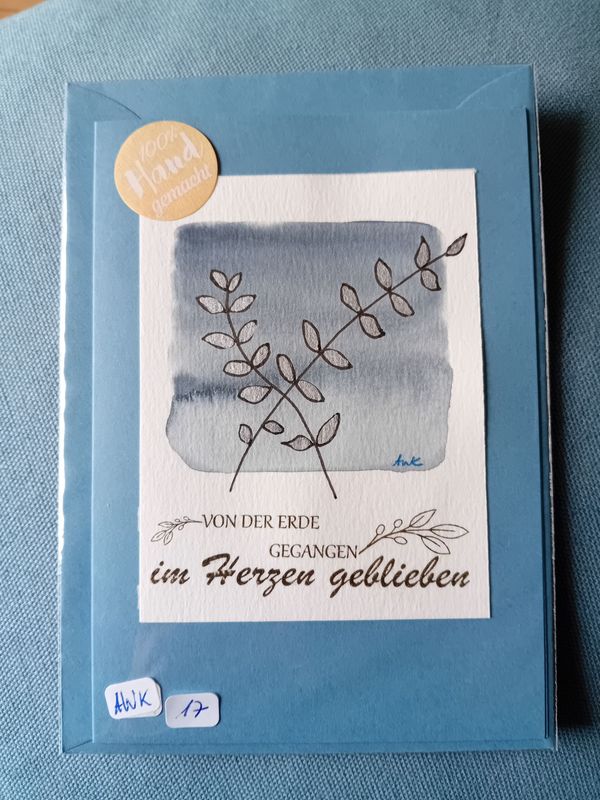 100%
Hand
gemacht
AWK
VON DER ERDE
GEGANGEN
im Herzen geblieben
AWK
17